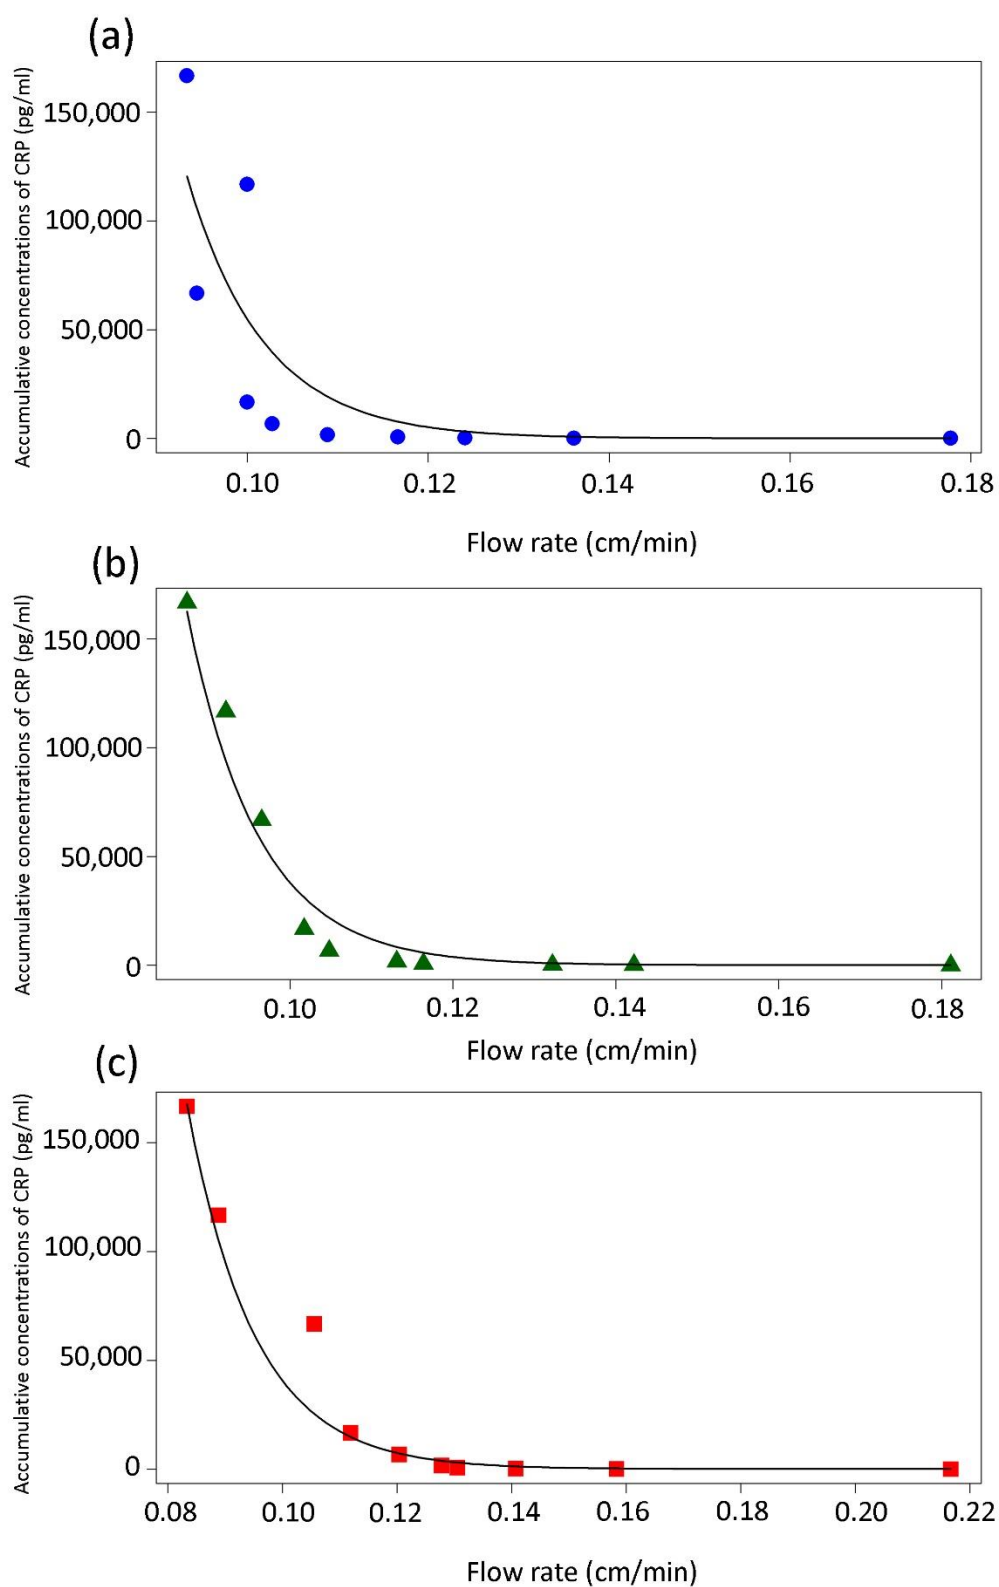 (a)
Accumulative concentrations of CRP (pg/ml)
150,000
100,000
50,000
0
0.10 0.12 0.14 0.16 0.18
Flow rate (cm/min)
(b)
Accumulative concentrations of CRP (pg/ml)
150,000
100,000
50,000
0
0.10 0.12 0.14 0.16 0.18
Flow rate (cm/min)
(c)
Accumulative concentrations of CRP (pg/ml)
150,000
100,000
50,000
0
0.08 0.10 0.12 0.14 0.16 0.18 0.20 0.22
Flow rate (cm/min)